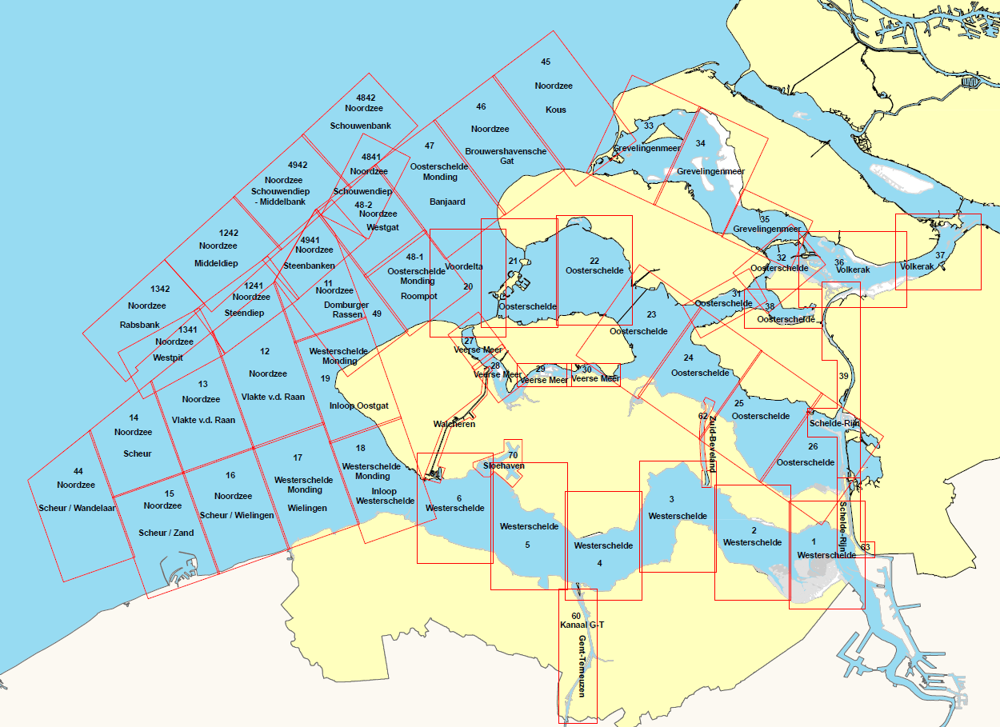 45
Noordzee
Kous
46
Noordzee
Brouwershavensche
Gat
47
Oosterschelde
Monding
Banjaard
4842
Noordzee
Schouwenbank
4841
Noordzee
Schouwendiep
48-2
Noordzee
Westgat
4942
Noordzee
Schouwendiep
- Middelbank
4941
Noordzee
Steenbanken
1242
Noordzee
Middeldiep
1241
Noordzee
Steendiep
1342
Noordzee
Rabsbank
1341
Noordzee
Westpit
11
Noordzee
Domburger
Rassen
49
48-1
Oosterschelde
Monding
Roompot
Voordelta
20
21
Oosterschelde
22
Oosterschelde
33
Grevelingenmeer
34
Grevelingenmeer
35
Grevelingenmeer
32
Oosterschelde
36
Volkerak
37
Volkerak
31
Oosterschelde
38
Oosterschelde
23
Oosterschelde
24
Oosterschelde
25
Oosterschelde
26
Oosterschelde
39
Schelde-Rijn
27
Veerse Meer
28
Veerse Meer
29
Veerse Meer
30
Veerse Meer
12
Noordzee
Vlakte v.d. Raan
13
Noordzee
Vlakte v.d. Raan
14
Noordzee
Scheur
44
Noordzee
Scheur / Wandelaar
15
Noordzee
Scheur / Zand
16
Noordzee
Scheur / Wielingen
17
Westerschelde
Monding
Wielingen
18
Westerschelde
Monding
Inloop
Westerschelde
Westerschelde
Monding
19
Inloop Oostgat
Walcheren
61
70
Sloehaven
62
Zuid-Beveland
6
Westerschelde
Westerschelde
5
Westerschelde
4
3
Westerschelde
2
Westerschelde
1
Westerschelde
Schelde-Rijn
63
60
Kanaal G-T
Gent-Terneuzen